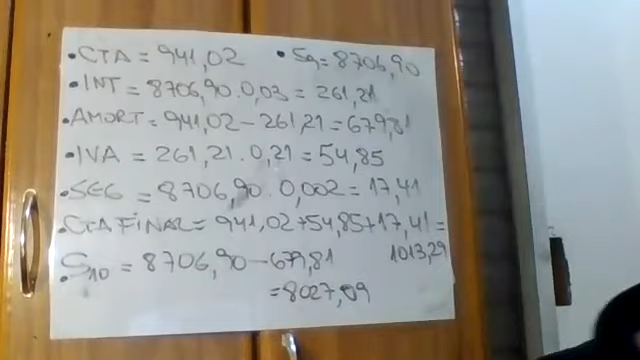 • CTA = 941,02 • S9 = 8706,90
• INT = 8706,90 . 0,03 = 261,21
• AMORT = 941,02 - 261,21 = 679,81
• IVA = 261,21 . 0,21 = 54,85
• SEG = 8706,90 . 0,002 = 17,41
• CTA FINAL = 941,02 + 54,85 + 17,41 =
1013,29
• S10 = 8706,90 - 679,81
= 8027,09